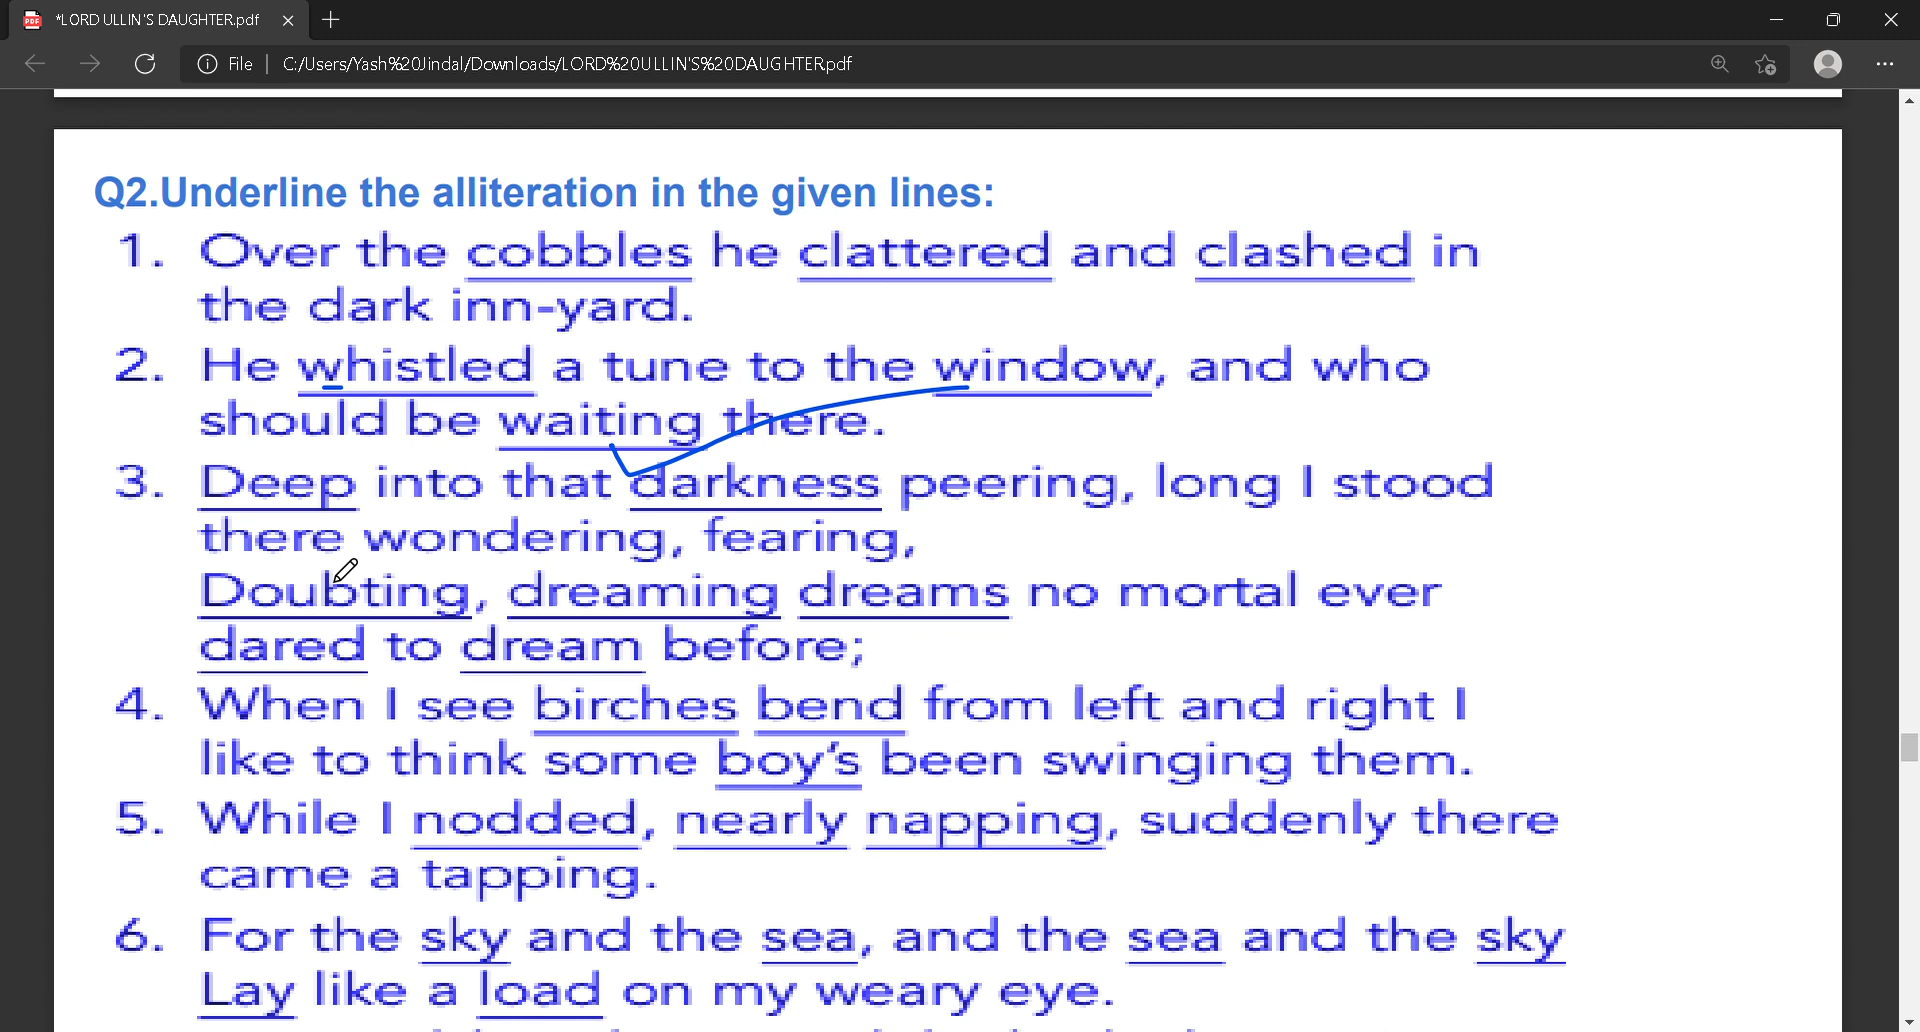 *LORD ULLIN'S DAUGHTER.pdf
File | C:/Users/Yash%20Jindal/Downloads/LORD%20ULLIN'S%20DAUGHTER.pdf
Q2.Underline the alliteration in the given lines:
1. Over the cobbles he clattered and clashed in
the dark inn-yard.
2. He whistled a tune to the window, and who
should be waiting there.
3. Deep into that darkness peering, long I stood
there wondering, fearing,
Doubting, dreaming dreams no mortal ever
dared to dream before;
4. When I see birches bend from left and right I
like to think some boy's been swinging them.
5. While I nodded, nearly napping, suddenly there
came a tapping.
6. For the sky and the sea, and the sea and the sky
Lay like a load on my weary eye.